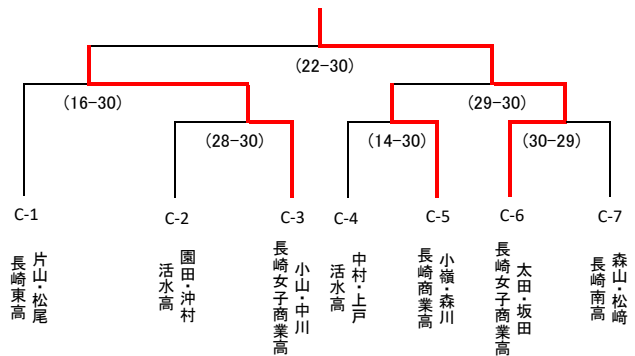 (22-30)
(16-30)
(29-30)
(28-30)
(14-30)
(30-29)
C-1
C-2
C-3
C-4
C-5
C-6
C-7
片山・松尾
長崎東高
園田・沖村
活水高
小山・中川
長崎女子商業高
中村・上戸
活水高
小嶺・森川
長崎商業高
太田・坂田
長崎女子商業高
森山・松﨑
長崎南高